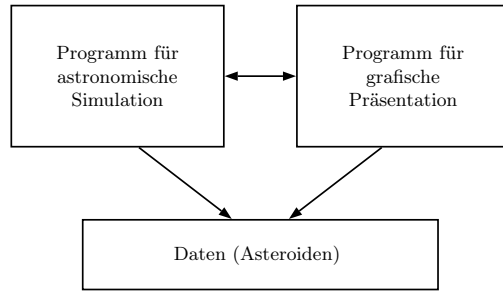 Programm für
astronomische
Simulation
Programm für
grafische
Präsentation
Daten (Asteroiden)